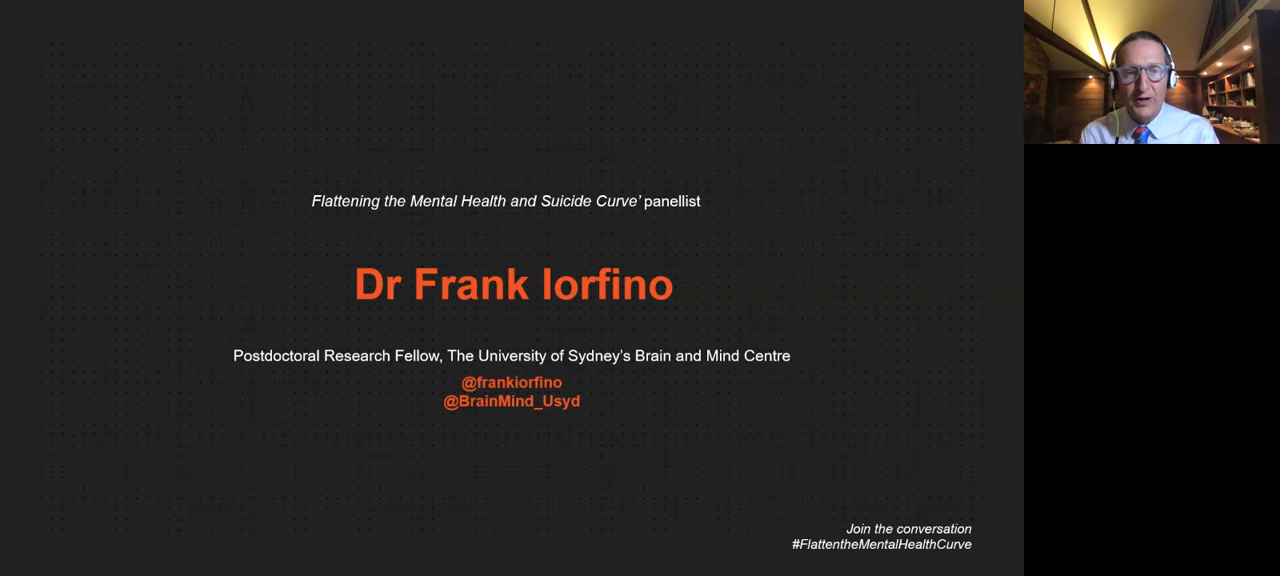 Flattening the Mental Health and Suicide Curve’ panellist
Dr Frank Iorfino
Postdoctoral Research Fellow, The University of Sydney’s Brain and Mind Centre
@frankiorfino
@BrainMind_Usyd
Join the conversation
#FlattentheMentalHealthCurve